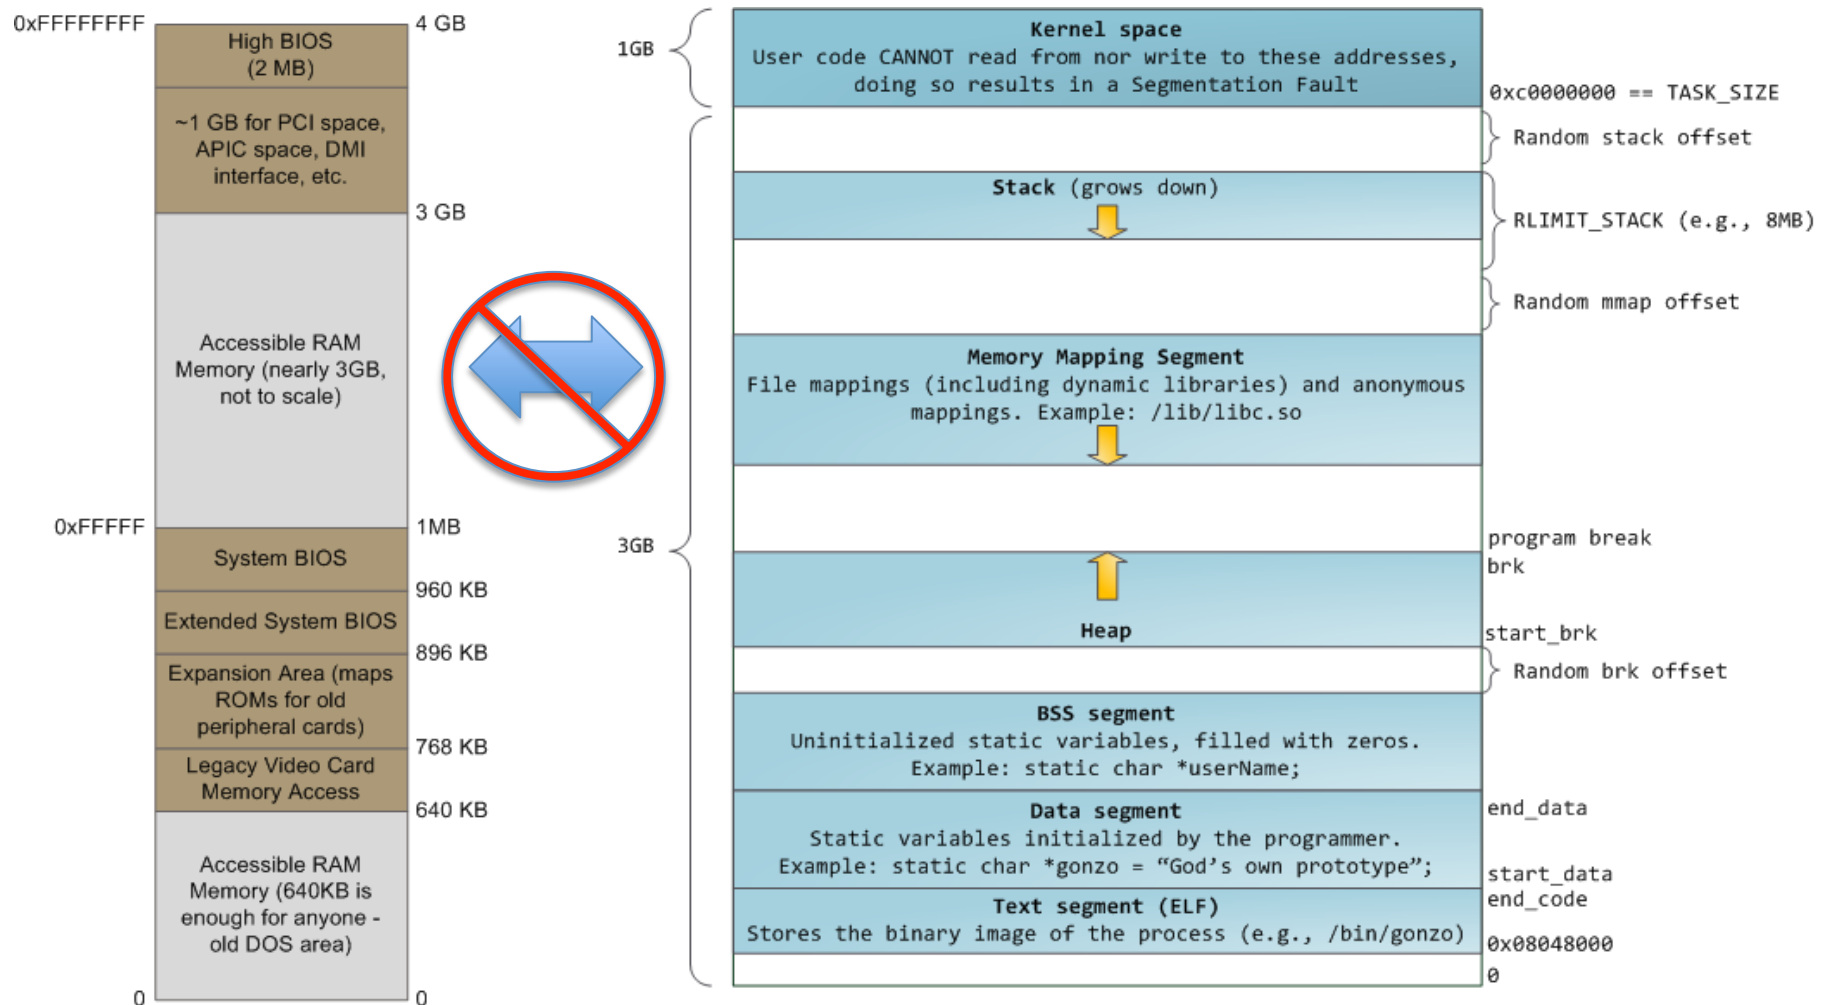 0xFFFFFFFF
4 GB
High BIOS
(2 MB)
~1 GB for PCI space,
APIC space, DMI
interface, etc.
3 GB
Accessible RAM
Memory (nearly 3GB,
not to scale)
0xFFFFF
1MB
System BIOS
960 KB
Extended System BIOS
896 KB
Expansion Area (maps
ROMs for old
peripheral cards)
768 KB
Legacy Video Card
Memory Access
640 KB
Accessible RAM
Memory (640KB is
enough for anyone -
old DOS area)
0
0
1GB
Kernel space
User code CANNOT read from nor write to these addresses,
doing so results in a Segmentation Fault
0xc0000000 == TASK_SIZE
Random stack offset
Stack (grows down)
RLIMIT_STACK (e.g., 8MB)
Random mmap offset
Memory Mapping Segment
File mappings (including dynamic libraries) and anonymous
mappings. Example: /lib/libc.so
3GB
program break
brk
Heap
start_brk
Random brk offset
BSS segment
Uninitialized static variables, filled with zeros.
Example: static char *userName;
Data segment
Static variables initialized by the programmer.
Example: static char *gonzo = “God’s own prototype”;
end_data
start_data
end_code
Text segment (ELF)
Stores the binary image of the process (e.g., /bin/gonzo)
0x08048000
0